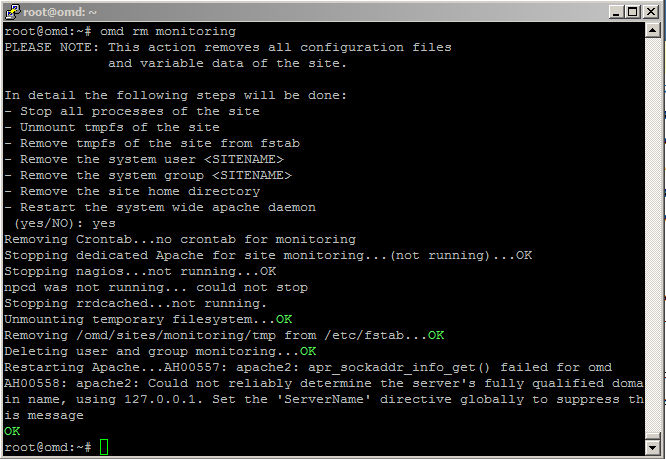 root@omd: ~
root@omd:~# omd rm monitoring
PLEASE NOTE: This action removes all configuration files
             and variable data of the site.

In detail the following steps will be done:
- Stop all processes of the site
- Unmount tmpfs of the site
- Remove tmpfs of the site from fstab
- Remove the system user <SITENAME>
- Remove the system group <SITENAME>
- Remove the site home directory
- Restart the system wide apache daemon
 (yes/NO): yes
Removing Crontab...no crontab for monitoring
Stopping dedicated Apache for site monitoring...(not running)...OK
Stopping nagios...not running...OK
npcd was not running... could not stop
Stopping rrdcached...not running.
Unmounting temporary filesystem...OK
Removing /omd/sites/monitoring/tmp from /etc/fstab...OK
Deleting user and group monitoring...OK
Restarting Apache...AH00557: apache2: apr_sockaddr_info_get() failed for omd
AH00558: apache2: Could not reliably determine the server's fully qualified doma
in name, using 127.0.0.1. Set the 'ServerName' directive globally to suppress th
is message
OK
root@omd:~#